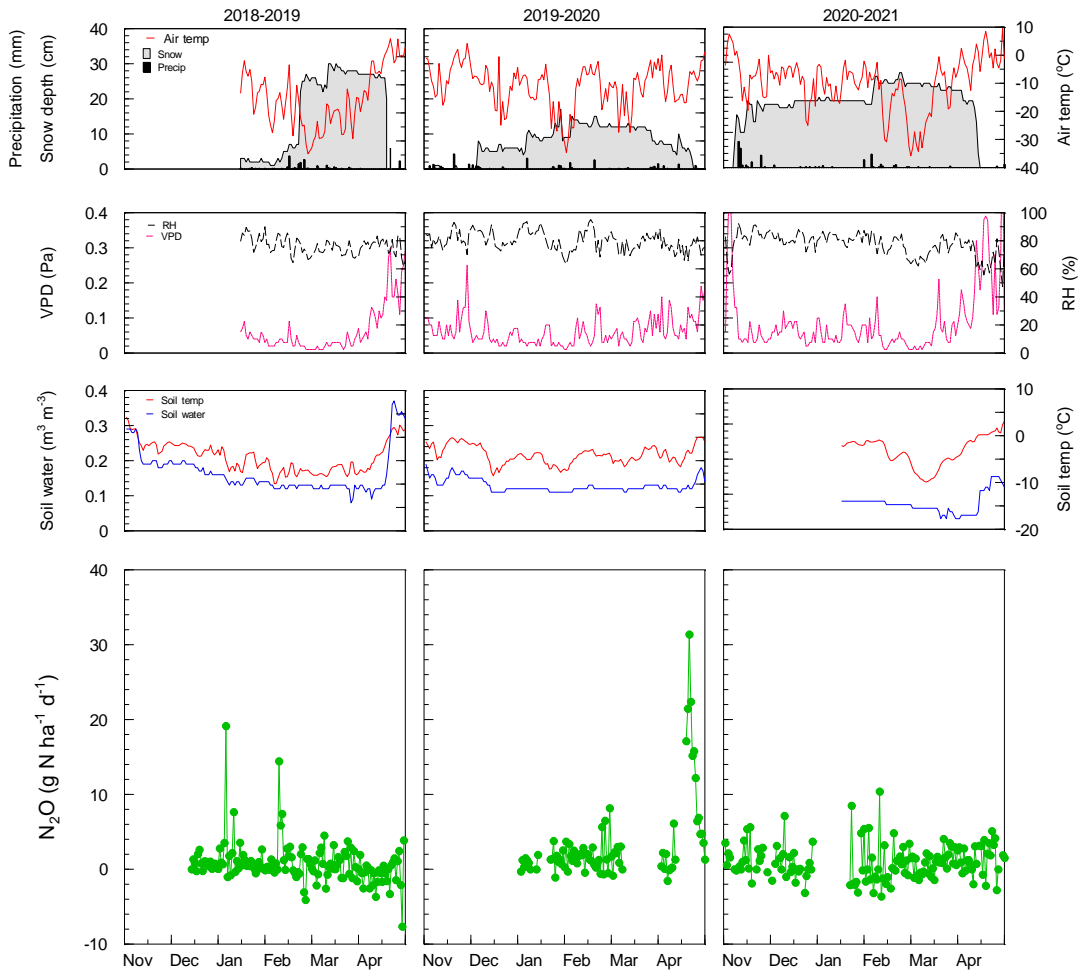 2018-2019 2019-2020 2020-2021
Precipitation (mm)
Snow depth (cm)
40
30
20
10
0
Air temp
Snow
Precip
10
0
-10
-20
-30
-40
Air temp (°C)
VPD (Pa)
0.4
0.3
0.2
0.1
0
RH
VPD
100
80
60
40
20
0
RH (%)
Soil water (m³ m⁻³)
0.4
0.3
0.2
0.1
0
Soil temp
Soil water
10
0
-10
-20
Soil temp (°C)
N₂O (g N ha⁻¹ d⁻¹)
40
30
20
10
0
-10
Nov Dec Jan Feb Mar Apr Nov Dec Jan Feb Mar Apr Nov Dec Jan Feb Mar Apr